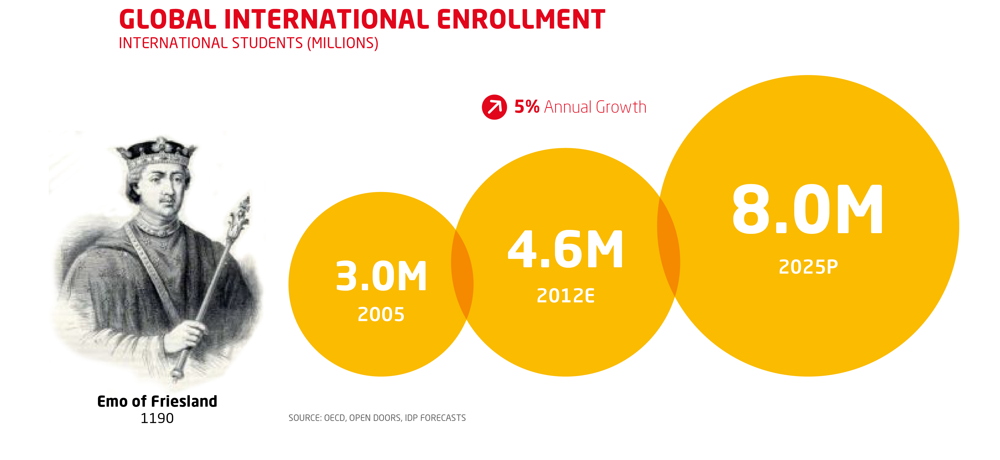 GLOBAL INTERNATIONAL ENROLLMENT
INTERNATIONAL STUDENTS (MILLIONS)
5% Annual Growth
3.0M
2005
4.6M
2012E
8.0M
2025P
Emo of Friesland
1190
SOURCE: OECD, OPEN DOORS, IDP FORECASTS